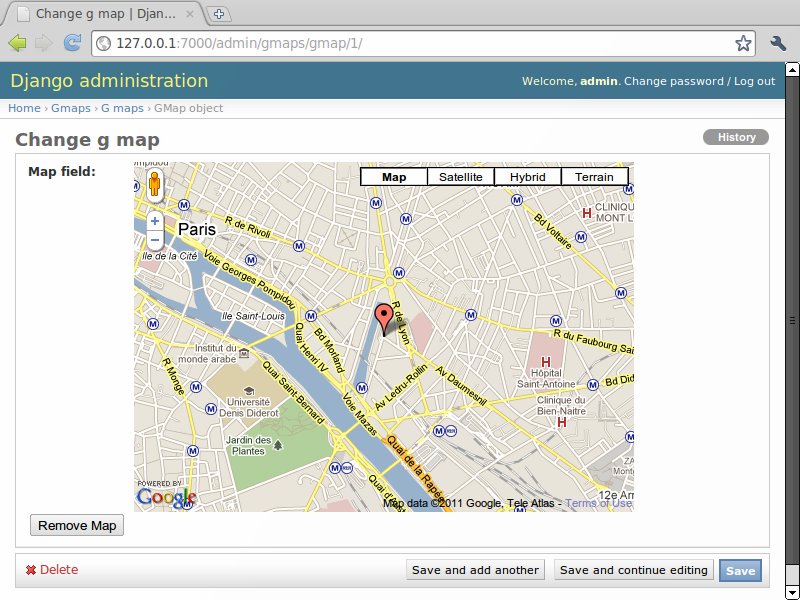 Change g map | Djan...
127.0.0.1:7000/admin/gmaps/gmap/1/
Django administration
Welcome, admin. Change password / Log out
Home › Gmaps › G maps › GMap object
Change g map
History
Map field:
Map
Satellite
Hybrid
Terrain
Paris
R de Rivoli
Bd Voltaire
CLINIQU
MONT L
Ile de la Cité
Voie Georges Pompidou
Ile Saint-Louis
R de Lyon
Institut du
monde arabe
Quai Henri IV
Bd Morland
R du Faubourg Sai
R Monge
Hôpital
Saint-Antoine
Université
Denis Diderot
Quai Saint-Bernard
Voie Mazas
Av Ledru-Rollin
Av Daumesnil
Bd Did
Clinique du
Bien-Naitre
Jardin des
Plantes
Quai de la Rapée
Quai d'A
12e Arr
POWERED BY
Google
Map data ©2011 Google, Tele Atlas - Terms of Use
Remove Map
Delete
Save and add another
Save and continue editing
Save